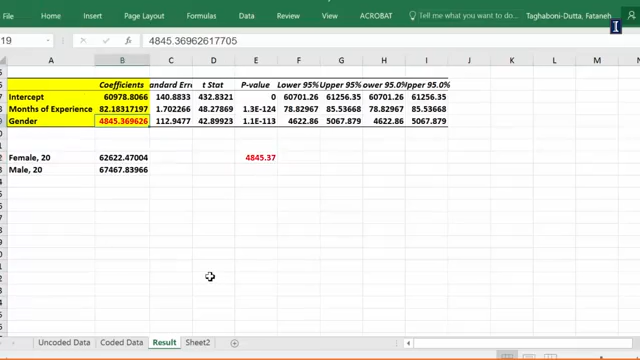 File Home Insert Page Layout Formulas Data Review View ACROBAT Tell me what you want to do... Taghaboni-Dutta, Fataneh
19 fx 4845.36962617705
A B C D E F G H I J K L M N
Coefficients andard Err t Stat P-value Lower 95% Upper 95% ower 95.0% pper 95.0%
Intercept 60978.8066 140.8833 432.8321 0 60701.26 61256.35 60701.26 61256.35
Months of Experience 82.18317197 1.702266 48.27869 1.3E-124 78.82967 85.53668 78.82967 85.53668
Gender 4845.369626 112.9477 42.89923 1.1E-113 4622.86 5067.879 4622.86 5067.879
Female, 20 62622.47004 4845.37
Male, 20 67467.83966
Uncoded Data Coded Data Result Sheet2